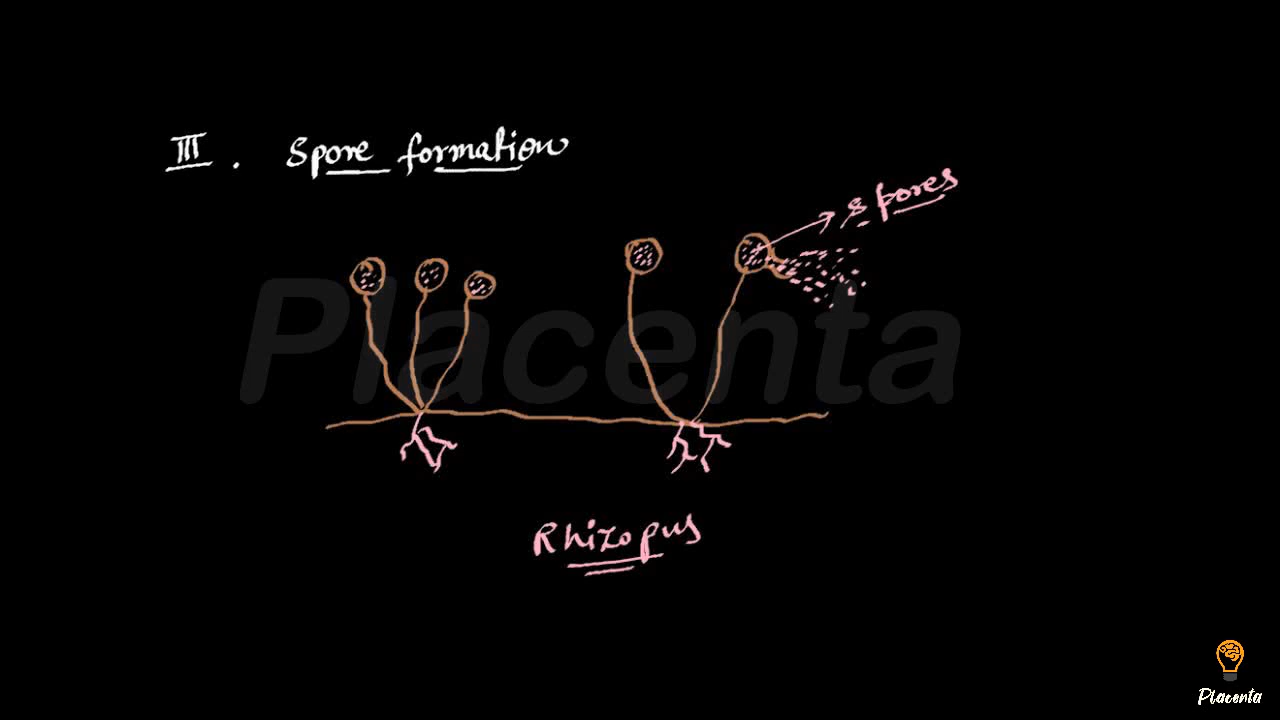 III. Spore formation
spores
Placenta
Rhizopus
Placenta